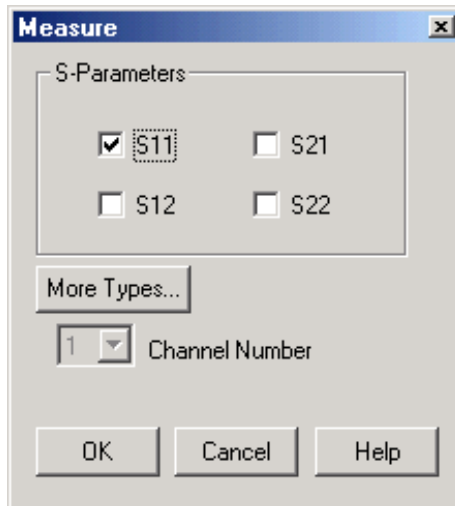 Measure
S-Parameters
S11 S21
S12 S22
More Types...
1 Channel Number
OK Cancel Help